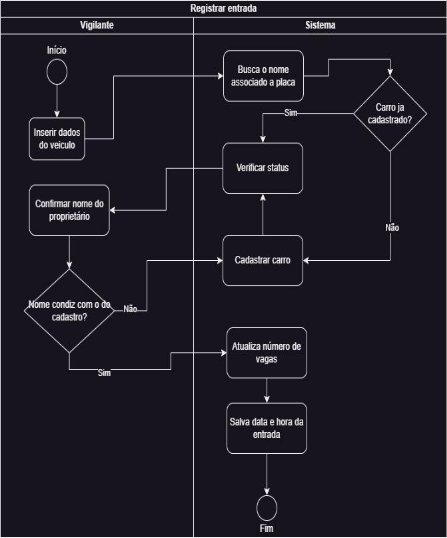 Registrar entrada
Vigilante
Sistema
Início
Inserir dados
do veiculo
Busca o nome
associado a placa
Carro ja
cadastrado?
Sim
Verificar status
Confirmar nome do
proprietário
Não
Cadastrar carro
Nome condiz com o do
cadastro?
Não
Sim
Atualiza número de
vagas
Salva data e hora da
entrada
Fim